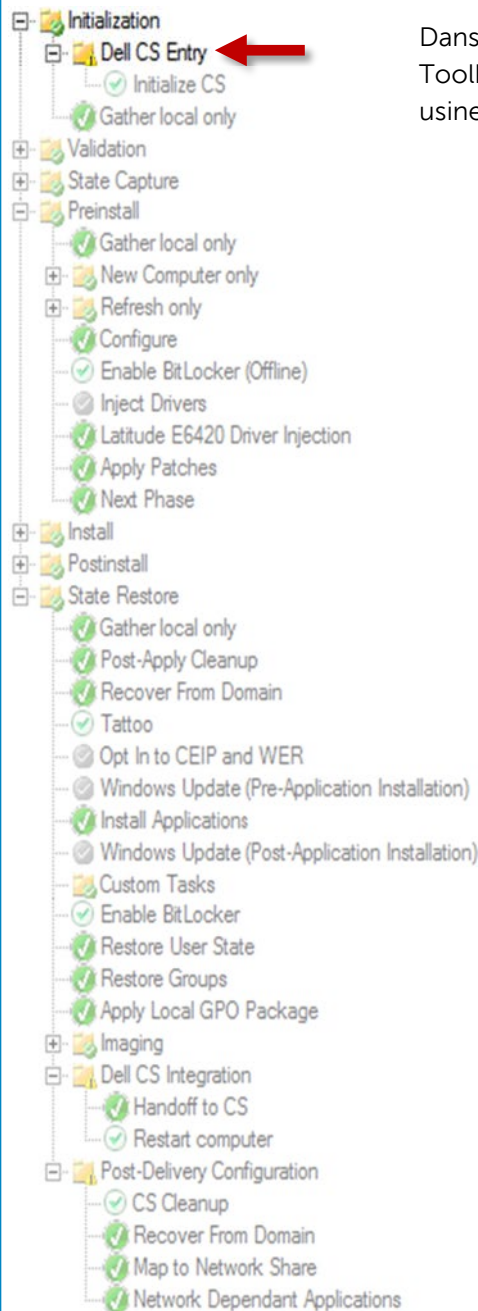 Initialization
Dell CS Entry
Initialize CS
Gather local only
Validation
State Capture
Preinstall
Gather local only
New Computer only
Refresh only
Configure
Enable BitLocker (Offline)
Inject Drivers
Latitude E6420 Driver Injection
Apply Patches
Next Phase
Install
Postinstall
State Restore
Gather local only
Post-Apply Cleanup
Recover From Domain
Tattoo
Opt In to CEIP and WER
Windows Update (Pre-Application Installation)
Install Applications
Windows Update (Post-Application Installation)
Custom Tasks
Enable BitLocker
Restore User State
Restore Groups
Apply Local GPO Package
Imaging
Dell CS Integration
Handoff to CS
Restart computer
Post-Delivery Configuration
CS Cleanup
Recover From Domain
Map to Network Share
Network Dependant Applications
Dans
usine